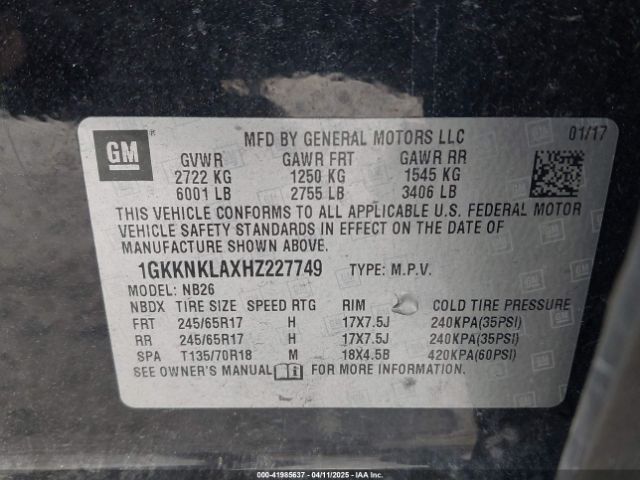 GM
®
MFD BY GENERAL MOTORS LLC 01/17
GVWR GAWR FRT GAWR RR
2722 KG 1250 KG 1545 KG
6001 LB 2755 LB 3406 LB
THIS VEHICLE CONFORMS TO ALL APPLICABLE U.S. FEDERAL MOTOR
VEHICLE SAFETY STANDARDS IN EFFECT ON THE DATE OF
MANUFACTURE SHOWN ABOVE.
1GKKNKLAXHZ227749 TYPE: M.P.V.
MODEL: NB26
NBDX TIRE SIZE SPEED RTG RIM COLD TIRE PRESSURE
FRT 245/65R17 H 17X7.5J 240KPA(35PSI)
RR 245/65R17 H 17X7.5J 240KPA(35PSI)
SPA T135/70R18 M 18X4.5B 420KPA(60PSI)
SEE OWNER'S MANUAL FOR MORE INFORMATION.
000-41985637 - 04/11/2025 - IAAI.com